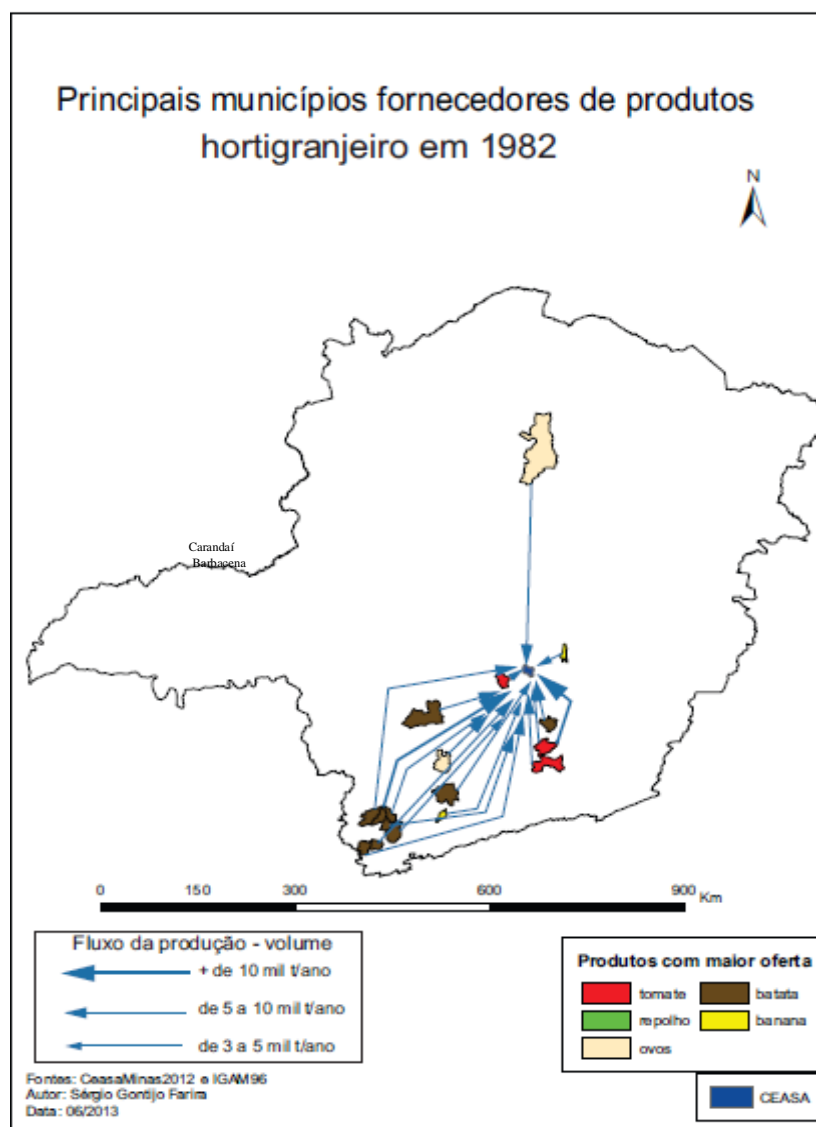 Principais municípios fornecedores de produtos
hortigranjeiro em 1982
N
Carandaí
Barbacena
0 150 300 600 900 Km
Fluxo da produção - volume
+ de 10 mil t/ano
de 5 a 10 mil t/ano
de 3 a 5 mil t/ano
Produtos com maior oferta
tomate batata
repolho banana
ovos
CEASA
Fontes: CeasaMinas2012 e IGAM96
Autor: Sérgio Gontijo Farira
Data: 06/2013